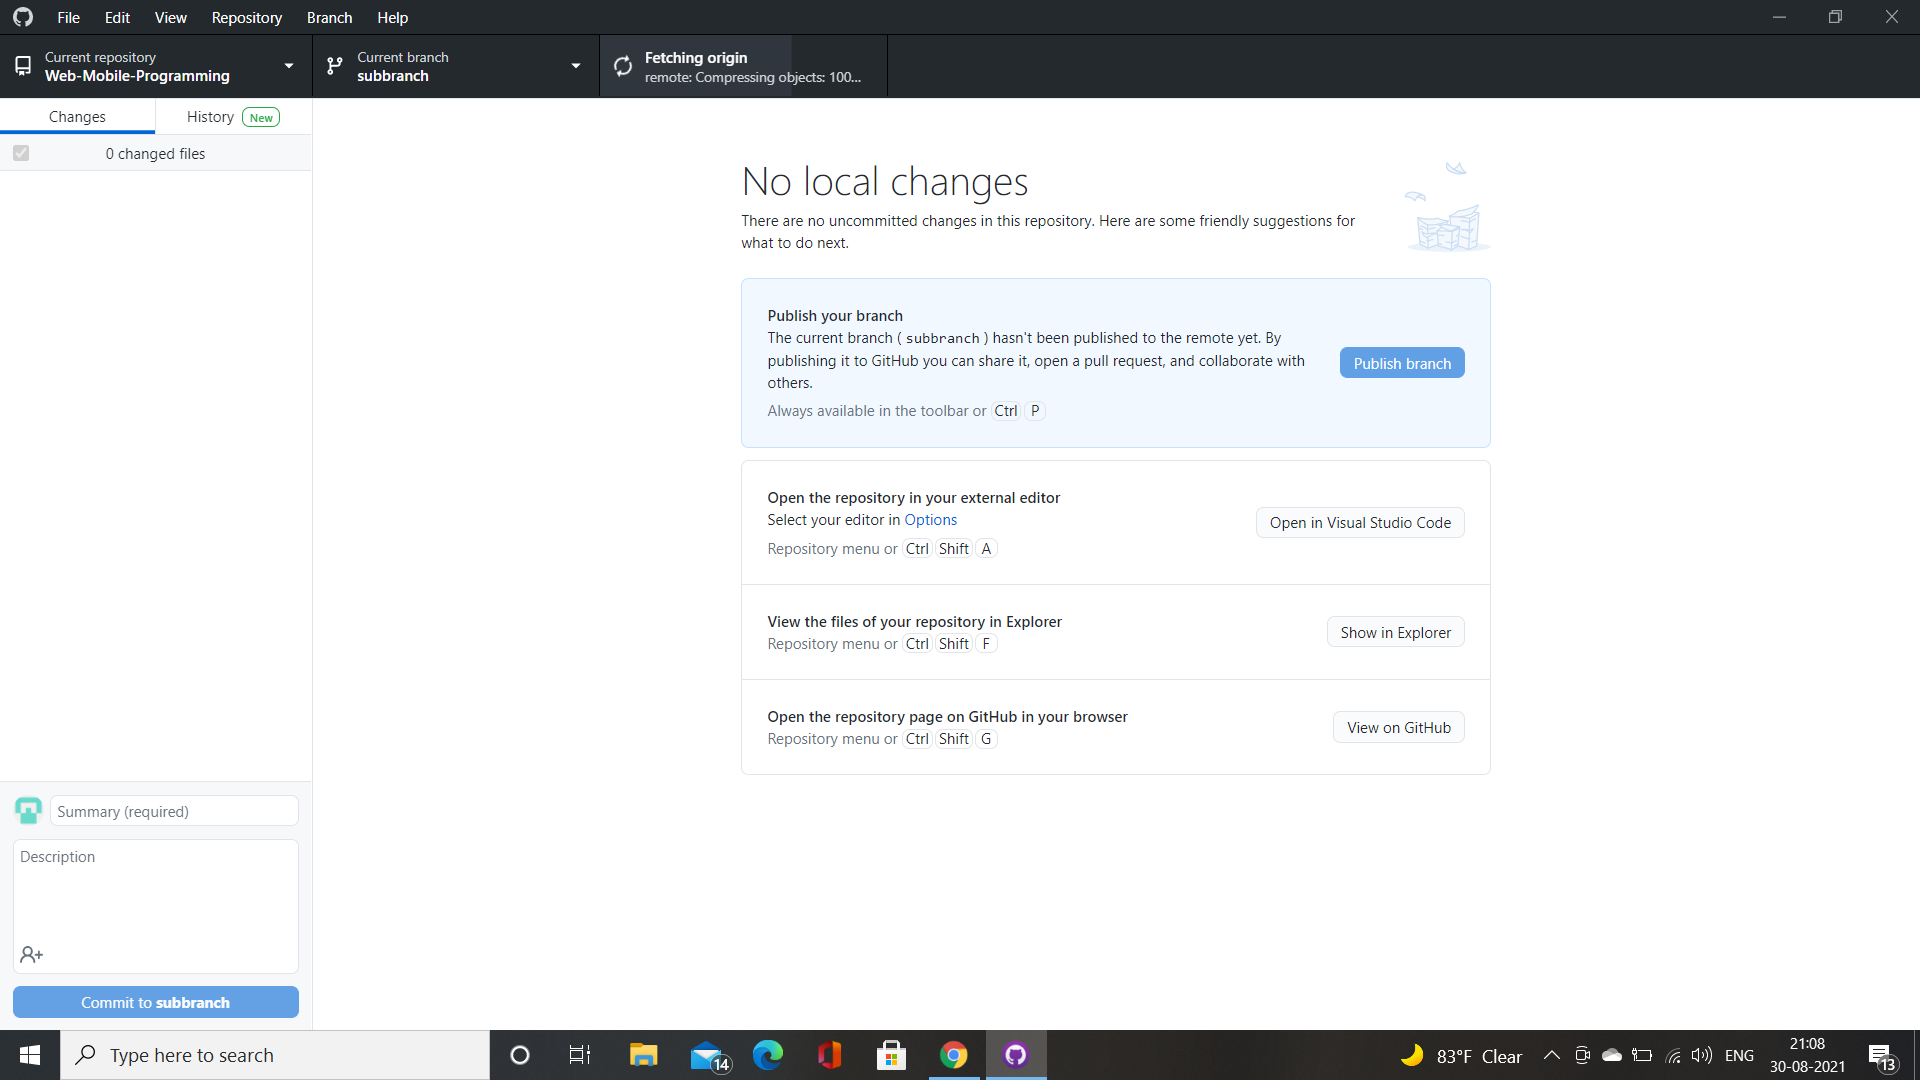 File Edit View Repository Branch Help
Current repository
Web-Mobile-Programming
Current branch
subbranch
Fetching origin
remote: Compressing objects: 100...
Changes
History New
0 changed files
No local changes
There are no uncommitted changes in this repository. Here are some friendly suggestions for
what to do next.
Publish your branch
The current branch ( subbranch ) hasn't been published to the remote yet. By
publishing it to GitHub you can share it, open a pull request, and collaborate with
others.
Always available in the toolbar or Ctrl P
Publish branch
Open the repository in your external editor
Select your editor in Options
Repository menu or Ctrl Shift A
Open in Visual Studio Code
View the files of your repository in Explorer
Repository menu or Ctrl Shift F
Show in Explorer
Open the repository page on GitHub in your browser
Repository menu or Ctrl Shift G
View on GitHub
Summary (required)
Description
Commit to subbranch
Type here to search
14
83°F Clear
ENG
21:08
30-08-2021
13